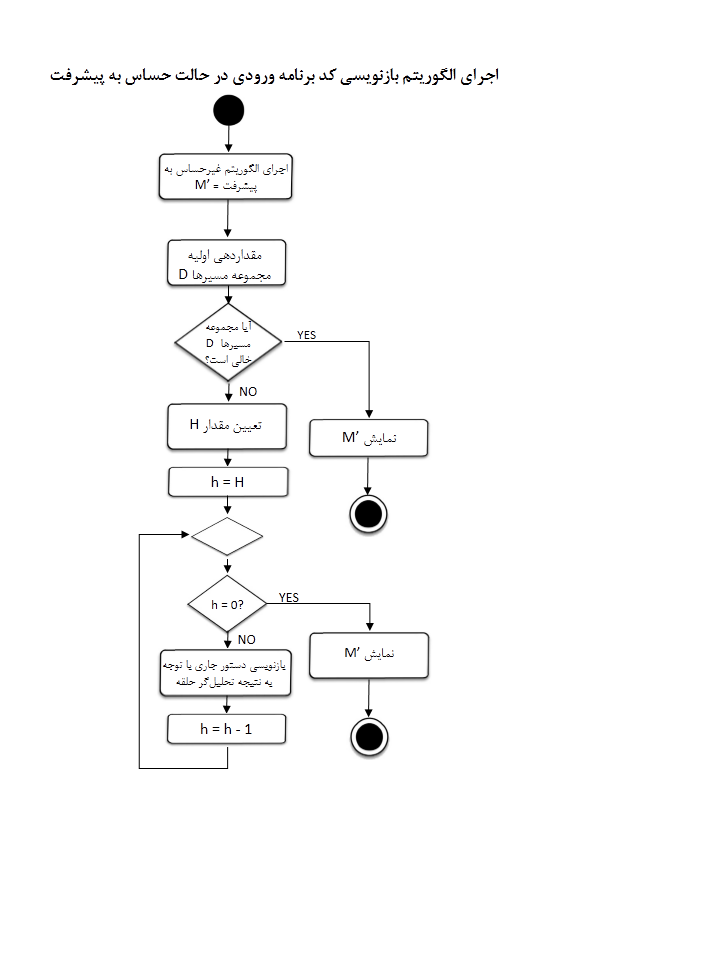 اجرای الگوریتم بازنویسی کد برنامه ورودی در حالت حساس به پیشرفت
اجرای الگوریتم غیرحساس به
پیشرفت = M’
مقداردهی اولیه
مجموعه مسیرها D
آیا مجموعه
مسیرها D
خالی است؟
YES
NO
تعیین مقدار H
نمایش M’
h = H
h = 0?
YES
NO
نمایش M’
بازنویسی دستور جاری با توجه
به نتیجه تحلیل‌گر حلقه
h = h - 1